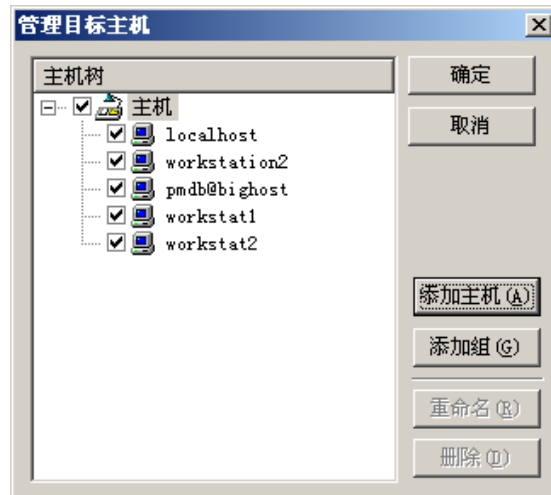 管理目标主机
主机树
主机
localhost
workstation2
pmdb@bighost
workstat1
workstat2
确定
取消
添加主机(A)
添加组(G)
重命名(R)
删除(D)